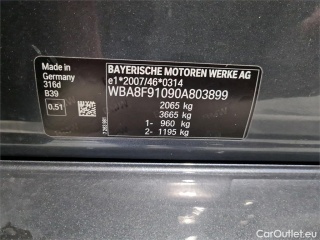 Made in
Germany
316d
B39
0.51
BAYERISCHE MOTOREN WERKE AG
e1*2007/46*0314
WBA8F91090A803899
2065 kg
3665 kg
1- 960 kg
2- 1195 kg
CarOutlet.eu